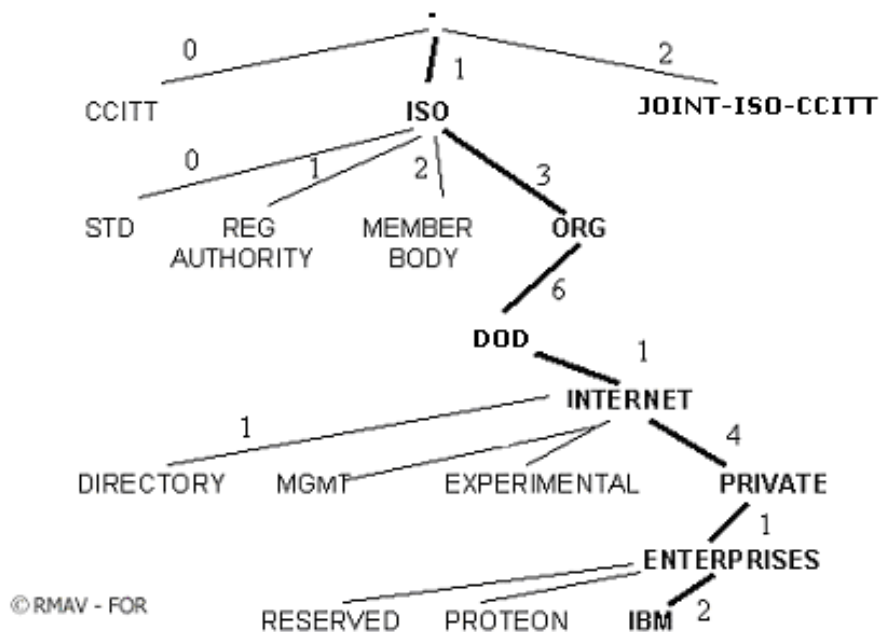 .
0 1 2
CCITT ISO JOINT-ISO-CCITT
0 1 2 3
STD REG MEMBER ORG
AUTHORITY BODY
6
DOD
1
INTERNET
1 4
DIRECTORY MGMT EXPERIMENTAL PRIVATE
1
ENTERPRISES
© RMAV - FOR
RESERVED PROTEON IBM 2